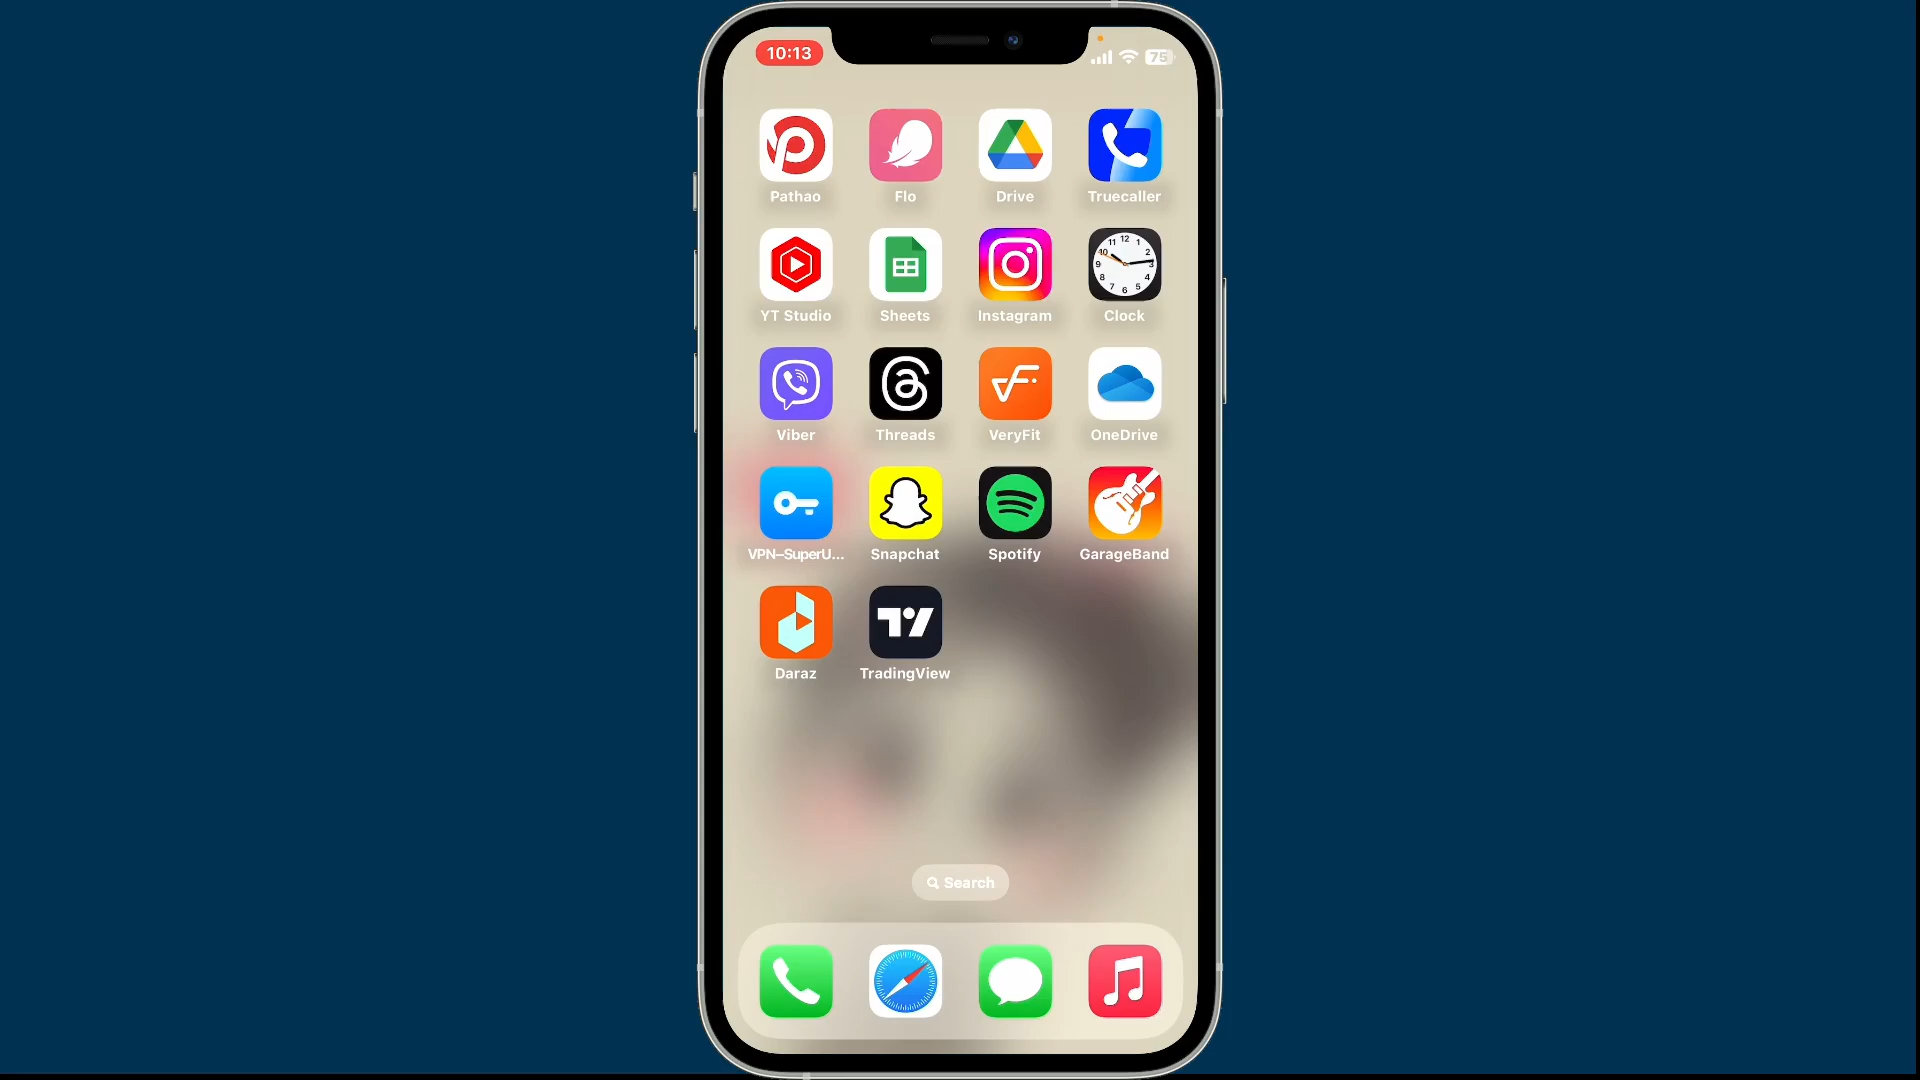 10:13
75
Pathao Flo Drive Truecaller
YT Studio Sheets Instagram Clock
Viber Threads VeryFit OneDrive
VPN–SuperU... Snapchat Spotify GarageBand
Daraz TradingView
Search